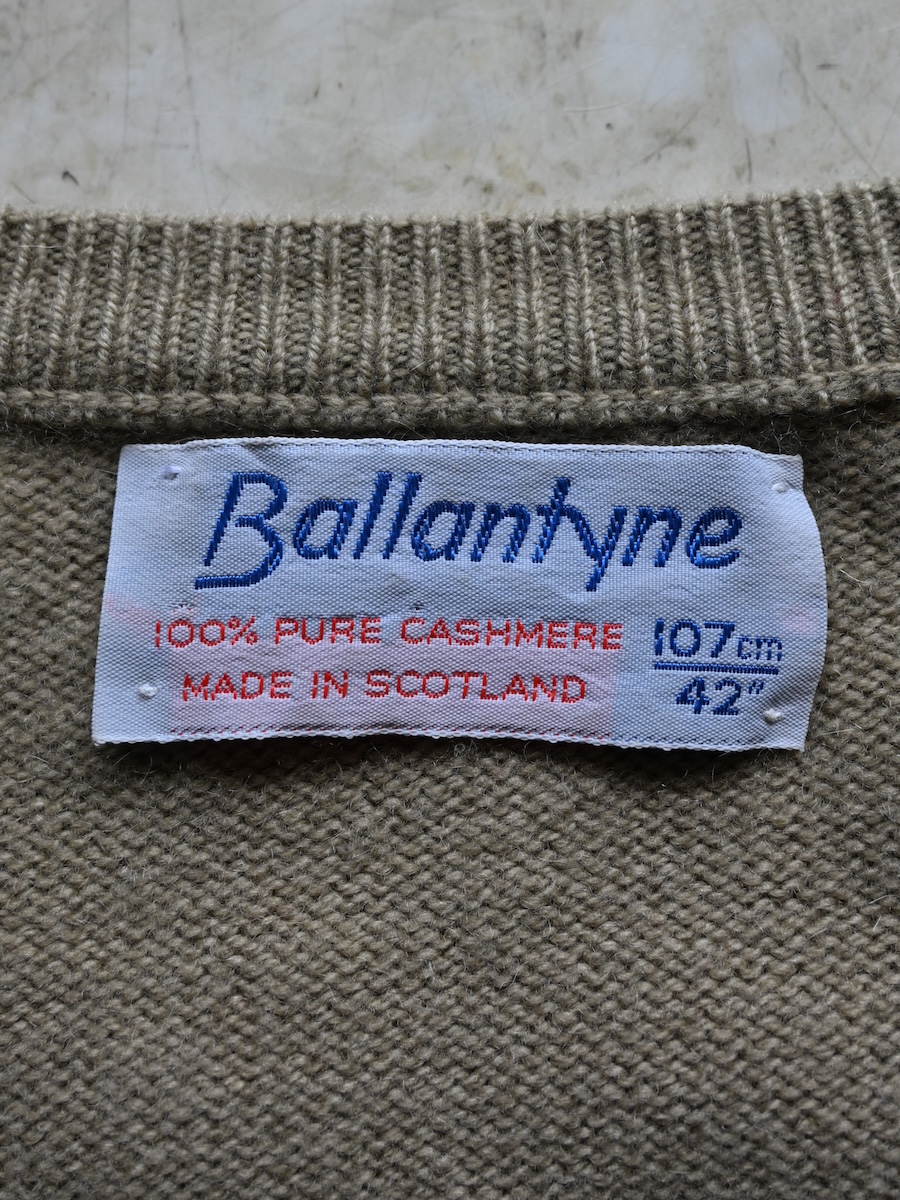 Ballantyne
100% PURE CASHMERE
MADE IN SCOTLAND
107cm
42"